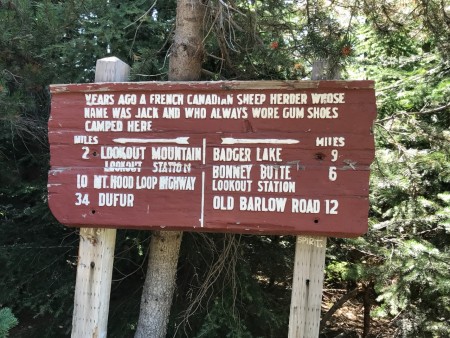 YEARS AGO A FRENCH CANADIAN SHEEP HERDER WHOSE
NAME WAS JACK AND WHO ALWAYS WORE GUM SHOES
CAMPED HERE
MILES
2 LOOKOUT MOUNTAIN
LOOKOUT STATION
10 MT. HOOD LOOP HIGHWAY
34 DUFUR
MILES
BADGER LAKE 9
BONNEY BUTTE 6
LOOKOUT STATION
OLD BARLOW ROAD 12